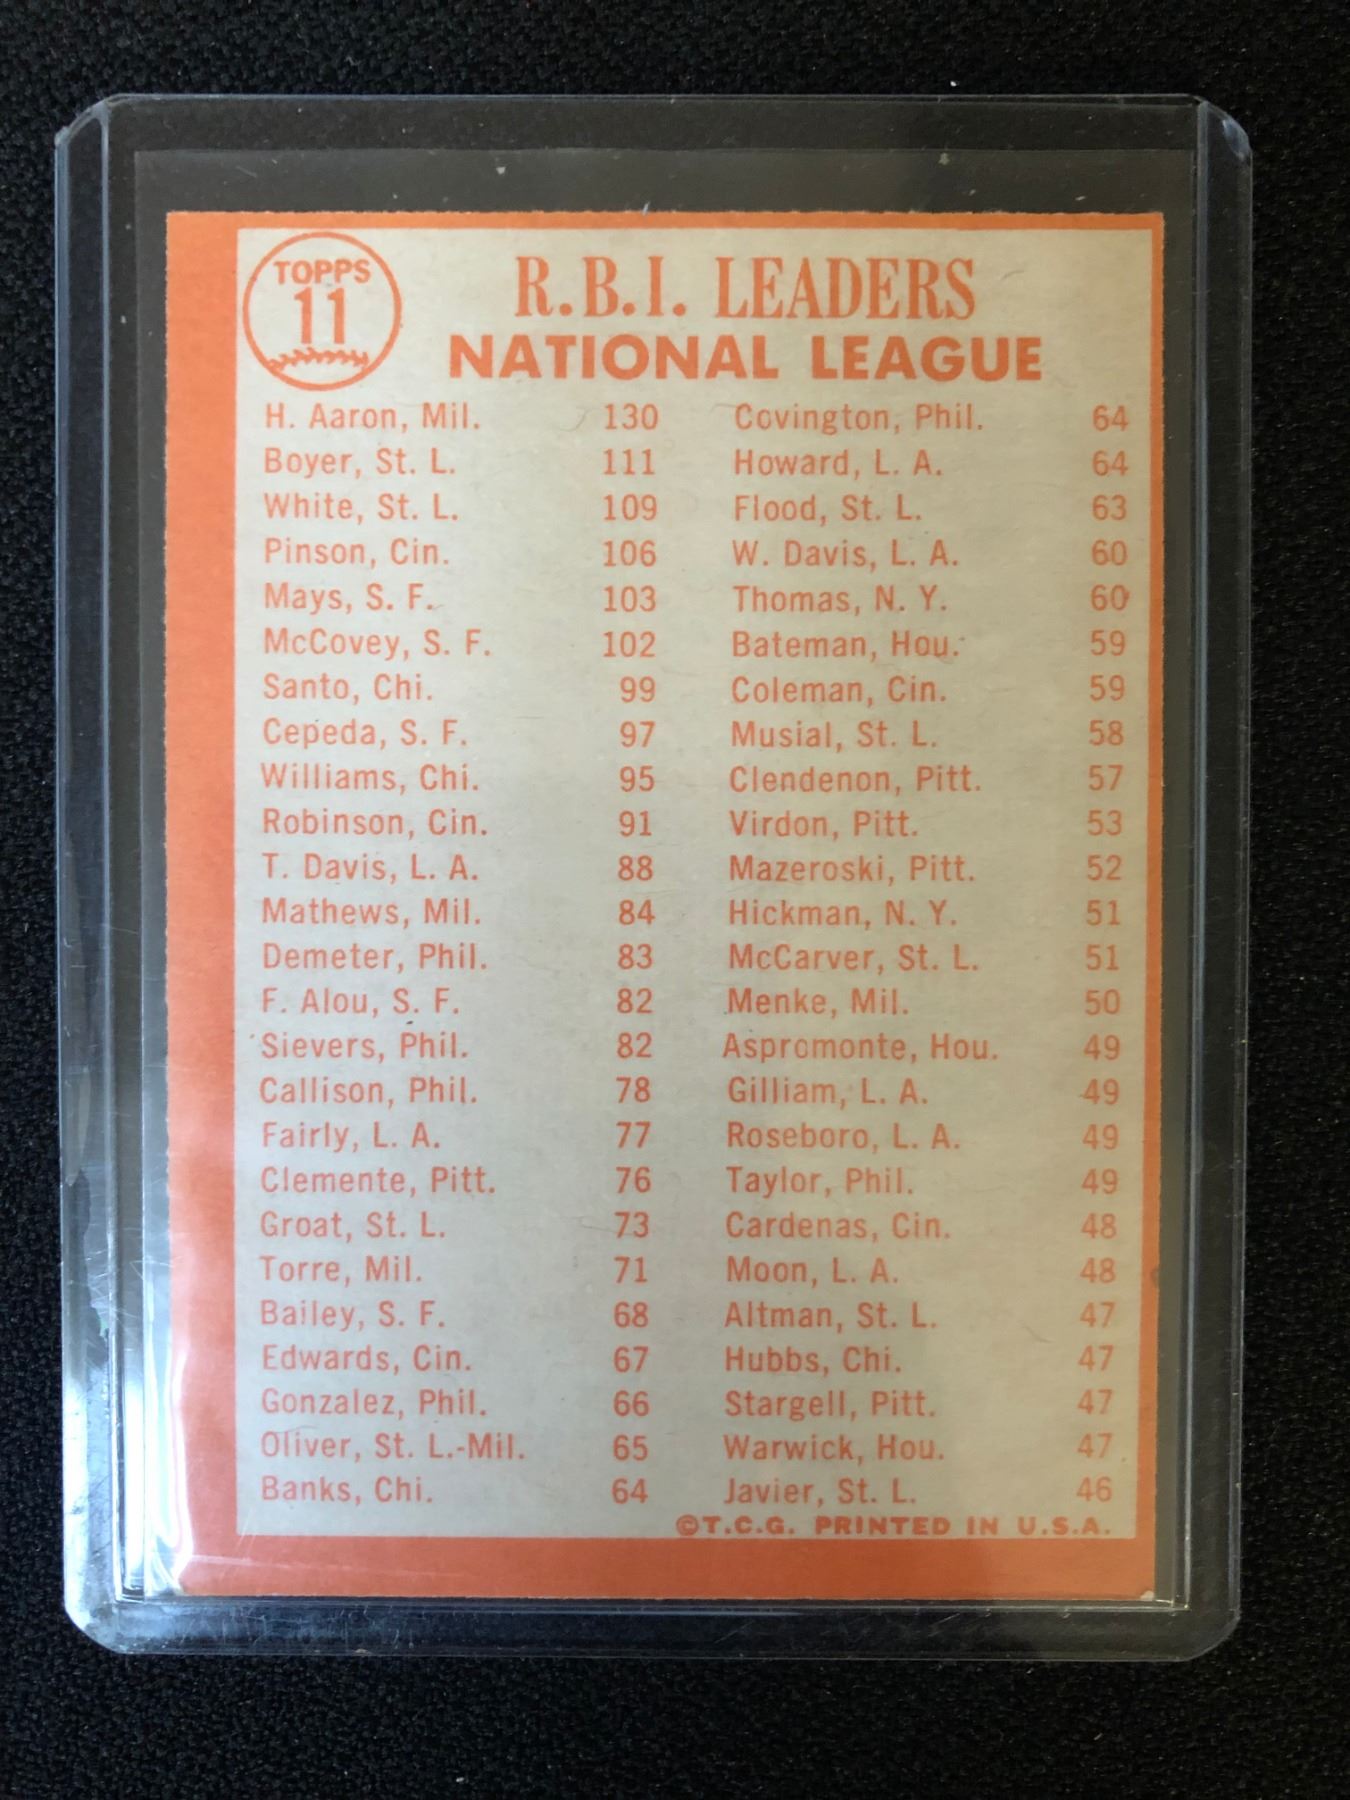 TOPPS
11
R.B.I. LEADERS
NATIONAL LEAGUE
H. Aaron, Mil. 130
Boyer, St. L. 111
White, St. L. 109
Pinson, Cin. 106
Mays, S. F. 103
McCovey, S. F. 102
Santo, Chi. 99
Cepeda, S. F. 97
Williams, Chi. 95
Robinson, Cin. 91
T. Davis, L. A. 88
Mathews, Mil. 84
Demeter, Phil. 83
F. Alou, S. F. 82
Sievers, Phil. 82
Callison, Phil. 78
Fairly, L. A. 77
Clemente, Pitt. 76
Groat, St. L. 73
Torre, Mil. 71
Bailey, S. F. 68
Edwards, Cin. 67
Gonzalez, Phil. 66
Oliver, St. L.-Mil. 65
Banks, Chi. 64
Covington, Phil. 64
Howard, L. A. 64
Flood, St. L. 63
W. Davis, L. A. 60
Thomas, N. Y. 60
Bateman, Hou. 59
Coleman, Cin. 59
Musial, St. L. 58
Clendenon, Pitt. 57
Virdon, Pitt. 53
Mazeroski, Pitt. 52
Hickman, N. Y. 51
McCarver, St. L. 51
Menke, Mil. 50
Aspromonte, Hou. 49
Gilliam, L. A. 49
Roseboro, L. A. 49
Taylor, Phil. 49
Cardenas, Cin. 48
Moon, L. A. 48
Altman, St. L. 47
Hubbs, Chi. 47
Stargell, Pitt. 47
Warwick, Hou. 47
Javier, St. L. 46
©T.C.G. PRINTED IN U.S.A.